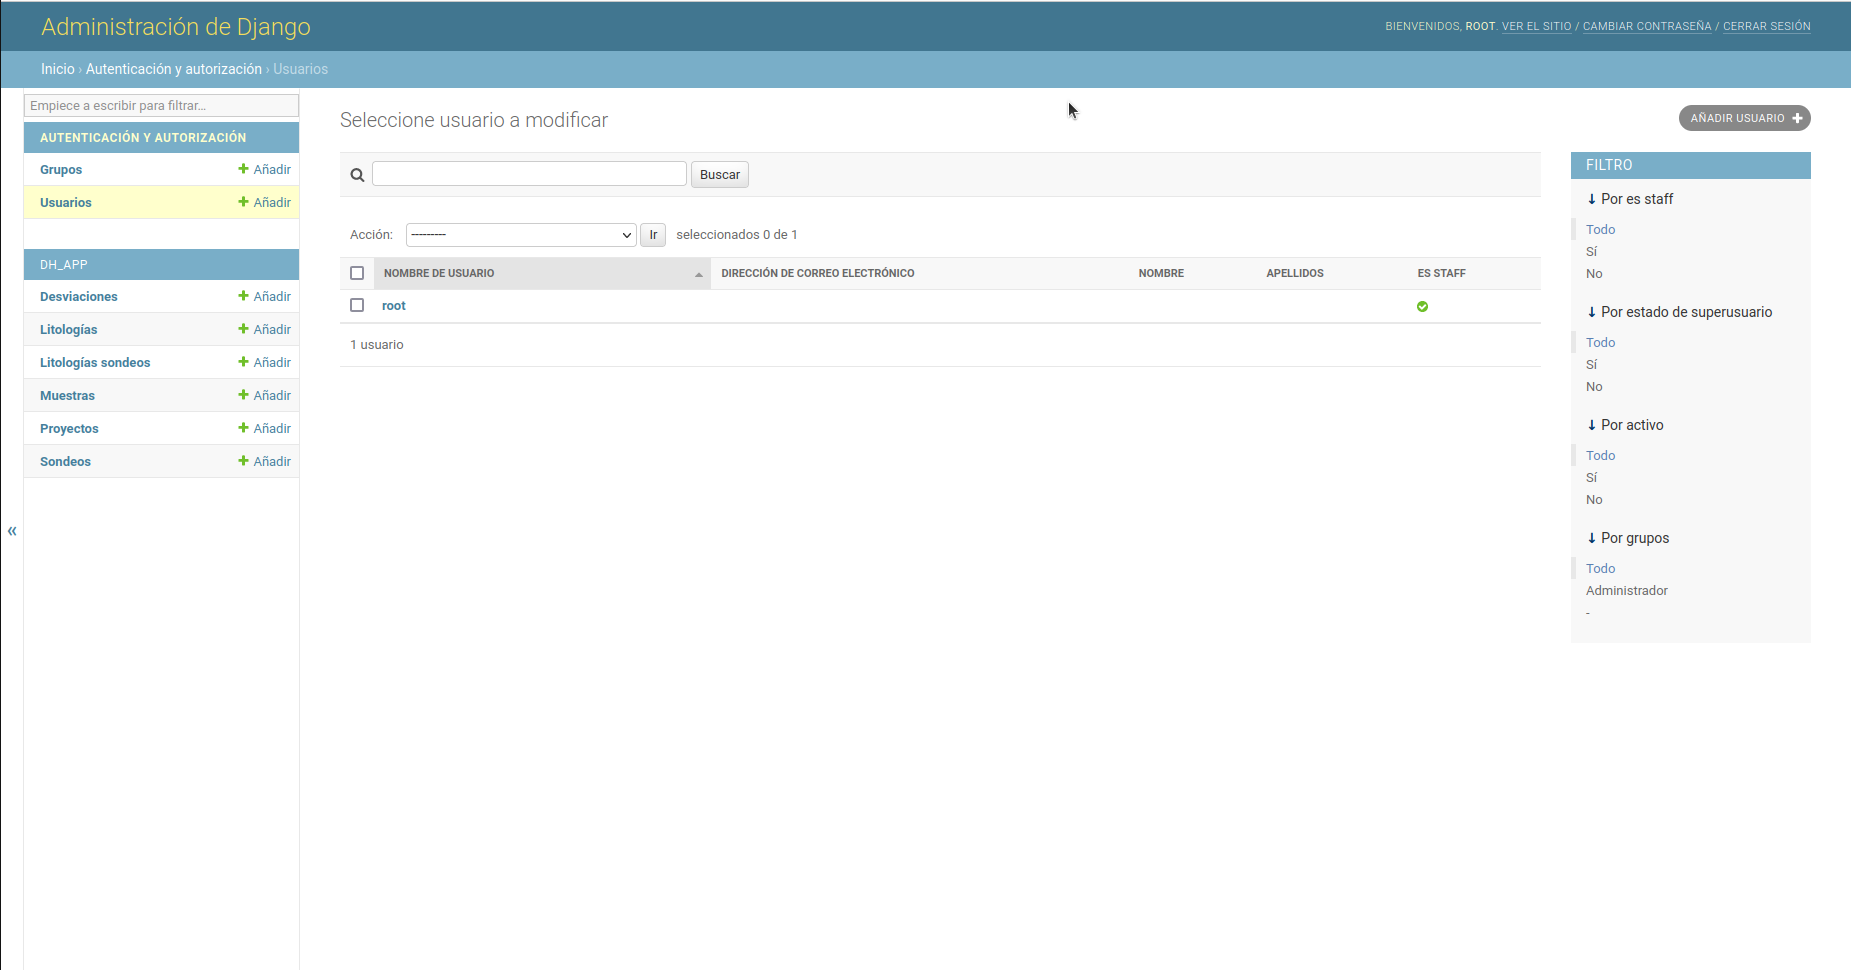 Administración de Django
BIENVENIDOS, ROOT. VER EL SITIO / CAMBIAR CONTRASEÑA / CERRAR SESIÓN
Inicio › Autenticación y autorización › Usuarios
Empiece a escribir para filtrar...
AUTENTICACIÓN Y AUTORIZACIÓN
Grupos + Añadir
Usuarios + Añadir
DH_APP
Desviaciones + Añadir
Litologías + Añadir
Litologías sondeos + Añadir
Muestras + Añadir
Proyectos + Añadir
Sondeos + Añadir
«
Seleccione usuario a modificar
AÑADIR USUARIO +
Buscar
Acción: --------- Ir seleccionados 0 de 1
NOMBRE DE USUARIO DIRECCIÓN DE CORREO ELECTRÓNICO NOMBRE APELLIDOS ES STAFF
root
1 usuario
FILTRO
↓ Por es staff
Todo
Sí
No
↓ Por estado de superusuario
Todo
Sí
No
↓ Por activo
Todo
Sí
No
↓ Por grupos
Todo
Administrador
-